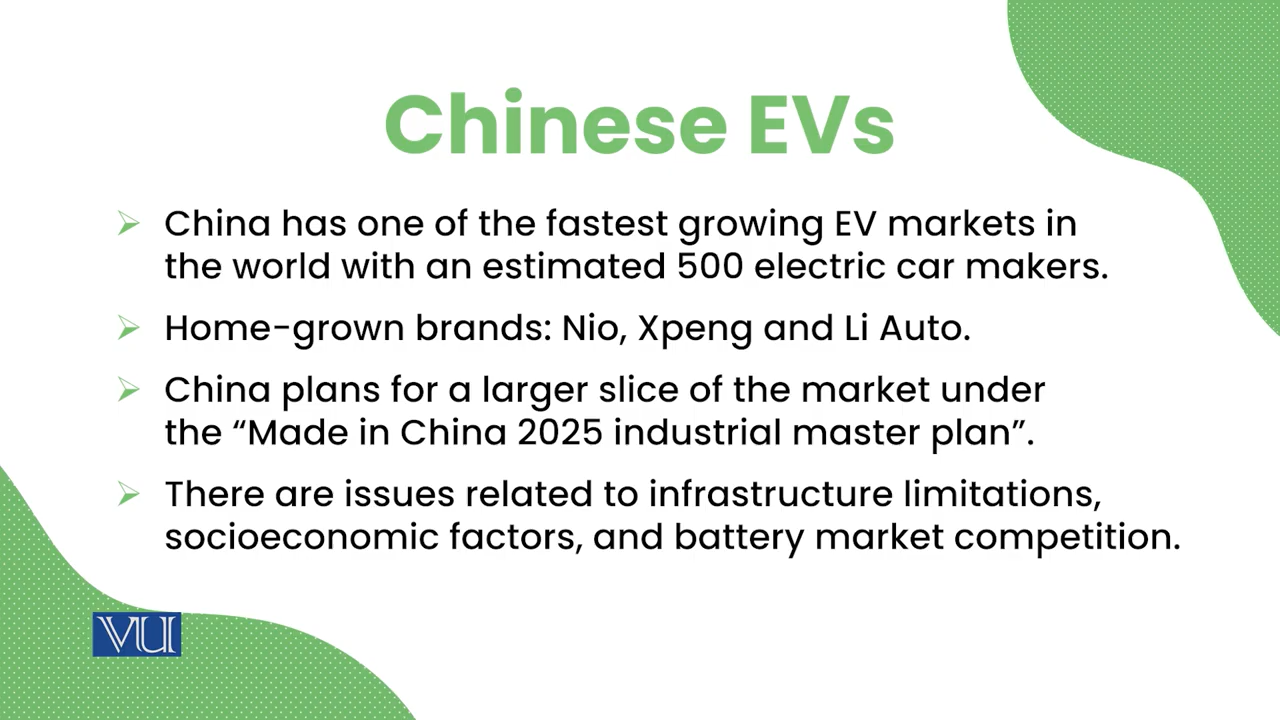 Chinese EVs
China has one of the fastest growing EV markets in
the world with an estimated 500 electric car makers.
Home-grown brands: Nio, Xpeng and Li Auto.
China plans for a larger slice of the market under
the “Made in China 2025 industrial master plan”.
There are issues related to infrastructure limitations,
socioeconomic factors, and battery market competition.
VU